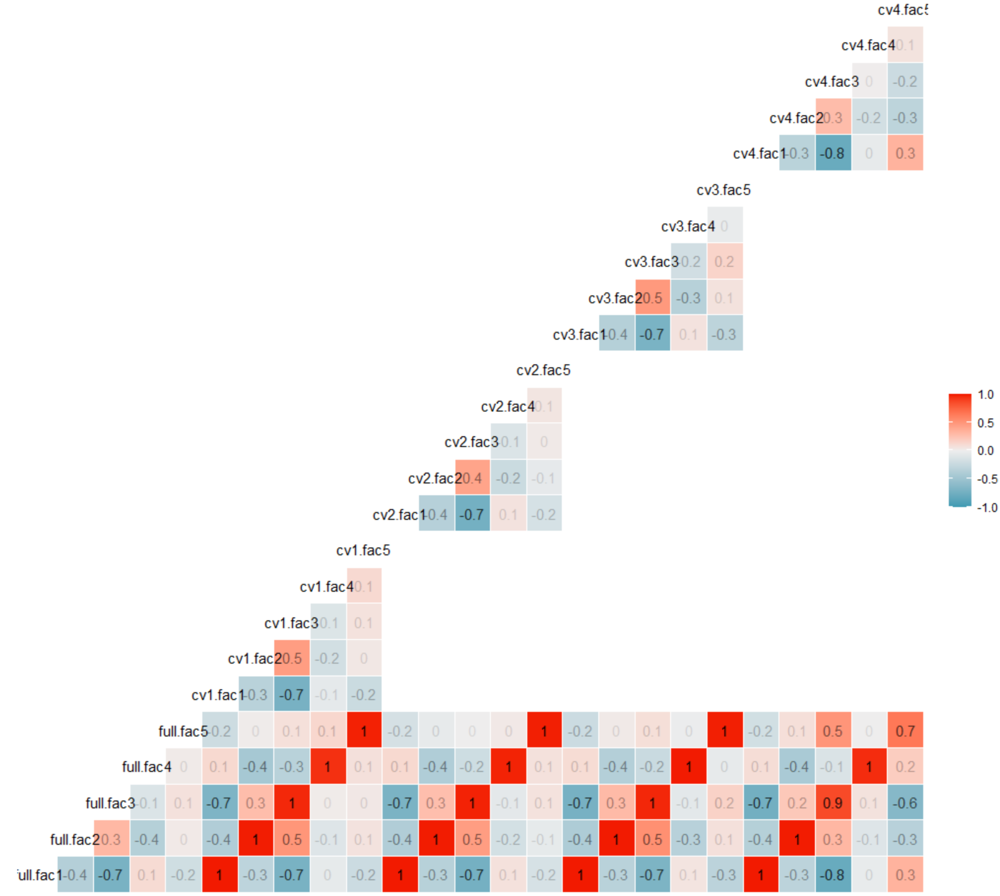 cv4.fac5
cv4.fac4 0.1
cv4.fac3 0 -0.2
cv4.fac2 0.3 -0.2 -0.3
cv4.fac1 -0.3 -0.8 0 0.3
cv3.fac5
cv3.fac4 0
cv3.fac3 -0.2 0.2
cv3.fac2 0.5 -0.3 0.1
cv3.fac1 -0.4 -0.7 0.1 -0.3
cv2.fac5
1.0
cv2.fac4 0.1
0.5
cv2.fac3 -0.1 0
0.0
cv2.fac2 0.4 -0.2 -0.1
-0.5
cv2.fac1 -0.4 -0.7 0.1 -0.2
-1.0
cv1.fac5
cv1.fac4 0.1
cv1.fac3 -0.1 0.1
cv1.fac2 0.5 -0.2 0
cv1.fac1 -0.3 -0.7 -0.1 -0.2
full.fac5 -0.2 0 0.1 0.1 1 -0.2 0 0 0 1 -0.2 0 0.1 0 1 -0.2 0.1 0.5 0 0.7
full.fac4 0 0.1 -0.4 -0.3 1 0.1 0.1 -0.4 -0.2 1 0.1 0.1 -0.4 -0.2 1 0 0.1 -0.4 -0.1 1 0.2
full.fac3 -0.1 0.1 -0.7 0.3 1 0 0 -0.7 0.3 1 -0.1 0.1 -0.7 0.3 1 -0.1 0.2 -0.7 0.2 0.9 0.1 -0.6
full.fac2 0.3 -0.4 0 -0.4 1 0.5 -0.1 0.1 -0.4 1 0.5 -0.2 -0.1 -0.4 1 0.5 -0.3 0.1 -0.4 1 0.3 -0.1 -0.3
ull.fac1 -0.4 -0.7 0.1 -0.2 1 -0.3 -0.7 0 -0.2 1 -0.3 -0.7 0.1 -0.2 1 -0.3 -0.7 0.1 -0.3 1 -0.3 -0.8 0 0.3